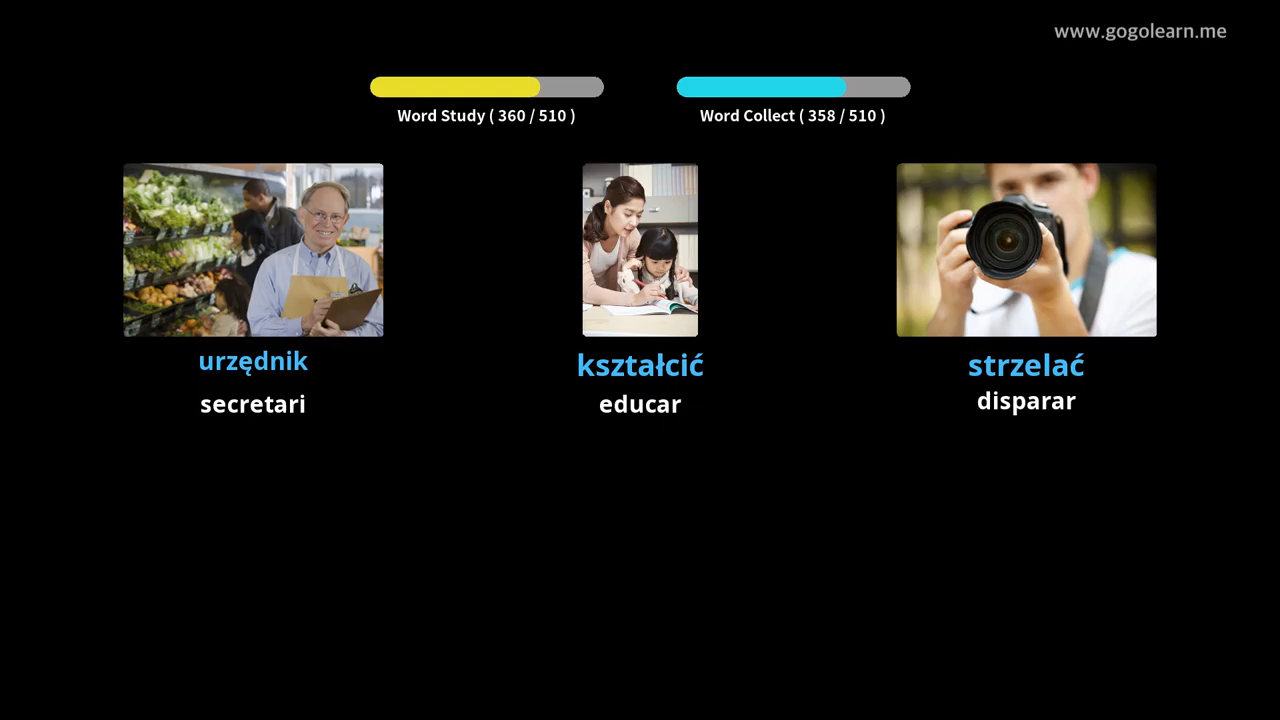 www.gogolearn.me
Word Study ( 360 / 510 )
Word Collect ( 358 / 510 )
urzędnik
secretari
kształcić
educar
strzelać
disparar